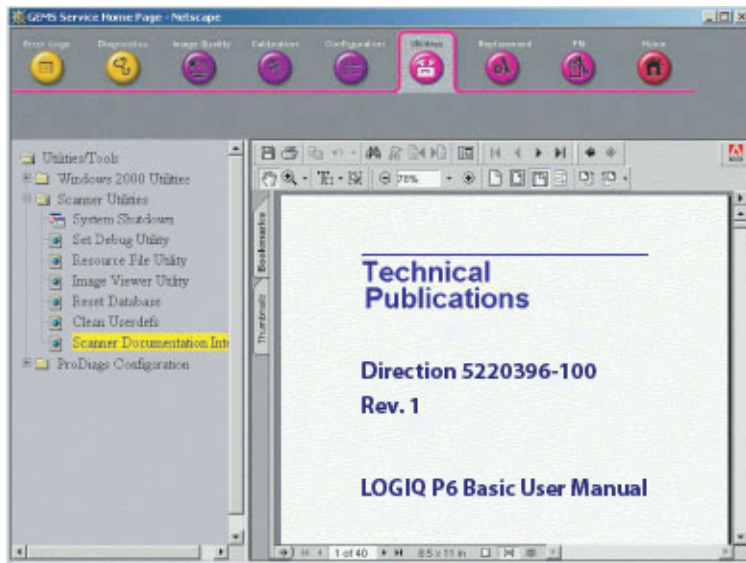 GEMS Service Home Page - Netscape
Error Logs Diagnostics Image Quality Calibration Configuration Utilities Replacement PM Home
Utilities/Tools
Windows 2000 Utilities
Scanner Utilities
System Shutdown
Set Debug Utility
Resource File Utility
Image Viewer Utility
Reset Database
Clean Userdefs
Scanner Documentation Inte
ProDiags Configuration
78%
Bookmarks
Thumbnails
Technical
Publications
Direction 5220396-100
Rev. 1
LOGIQ P6 Basic User Manual
1 of 40 8.5 x 11 in